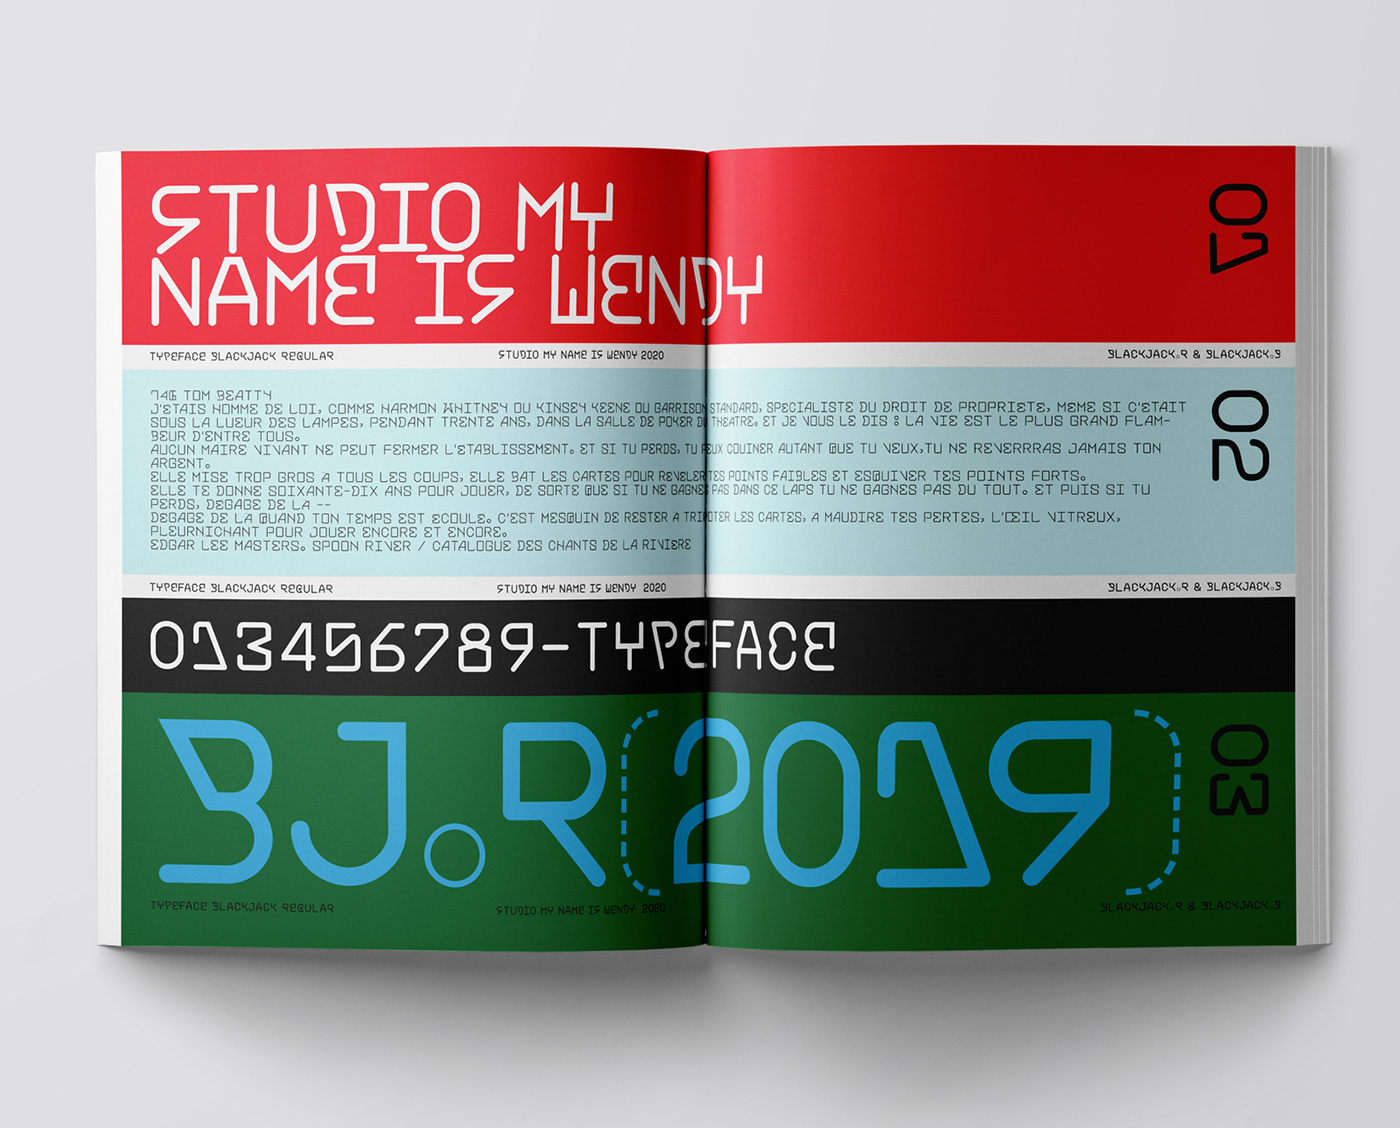 STUDIO MY
NAME IS WENDY
01
TYPEFACE BLACKJACK REGULAR STUDIO MY NAME IS WENDY 2020 BLACKJACK.R & BLACKJACK.B
146 TOM BEATTY
J'ETAIS HOMME DE LOI, COMME HARMON WHITNEY OU KINSEY KEENE OU GARRISON STANDARD, SPECIALISTE DU DROIT DE PROPRIETE, MEME SI C'ETAIT
SOUS LA LUEUR DES LAMPES, PENDANT TRENTE ANS, DANS LA SALLE DE POKER DU THEATRE. ET JE VOUS LE DIS : LA VIE EST LE PLUS GRAND FLAM-
BEUR D'ENTRE TOUS.
AUCUN MAIRE VIVANT NE PEUT FERMER L'ETABLISSEMENT. ET SI TU PERDS, TU PEUX COUINER AUTANT QUE TU VEUX,TU NE REVERRRAS JAMAIS TON
ARGENT.
ELLE MISE TROP GROS A TOUS LES COUPS, ELLE BAT LES CARTES POUR REVELER TES POINTS FAIBLES ET ESQUIVER TES POINTS FORTS.
ELLE TE DONNE SOIXANTE-DIX ANS POUR JOUER, DE SORTE QUE SI TU NE GAGNES PAS DANS CE LAPS TU NE GAGNES PAS DU TOUT. ET PUIS SI TU
PERDS, DEGAGE DE LA --
DEGAGE DE LA QUAND TON TEMPS EST ECOULE. C'EST MESQUIN DE RESTER A TRIPOTER LES CARTES, A MAUDIRE TES PERTES, L'ŒIL VITREUX,
PLEURNICHANT POUR JOUER ENCORE ET ENCORE.
EDGAR LEE MASTERS. SPOON RIVER / CATALOGUE DES CHANTS DE LA RIVIERE
02
TYPEFACE BLACKJACK REGULAR STUDIO MY NAME IS WENDY 2020 BLACKJACK.R & BLACKJACK.B
013456789-TYPEFACE
BJ.R(2019)
03
TYPEFACE BLACKJACK REGULAR STUDIO MY NAME IS WENDY 2020 BLACKJACK.R & BLACKJACK.B